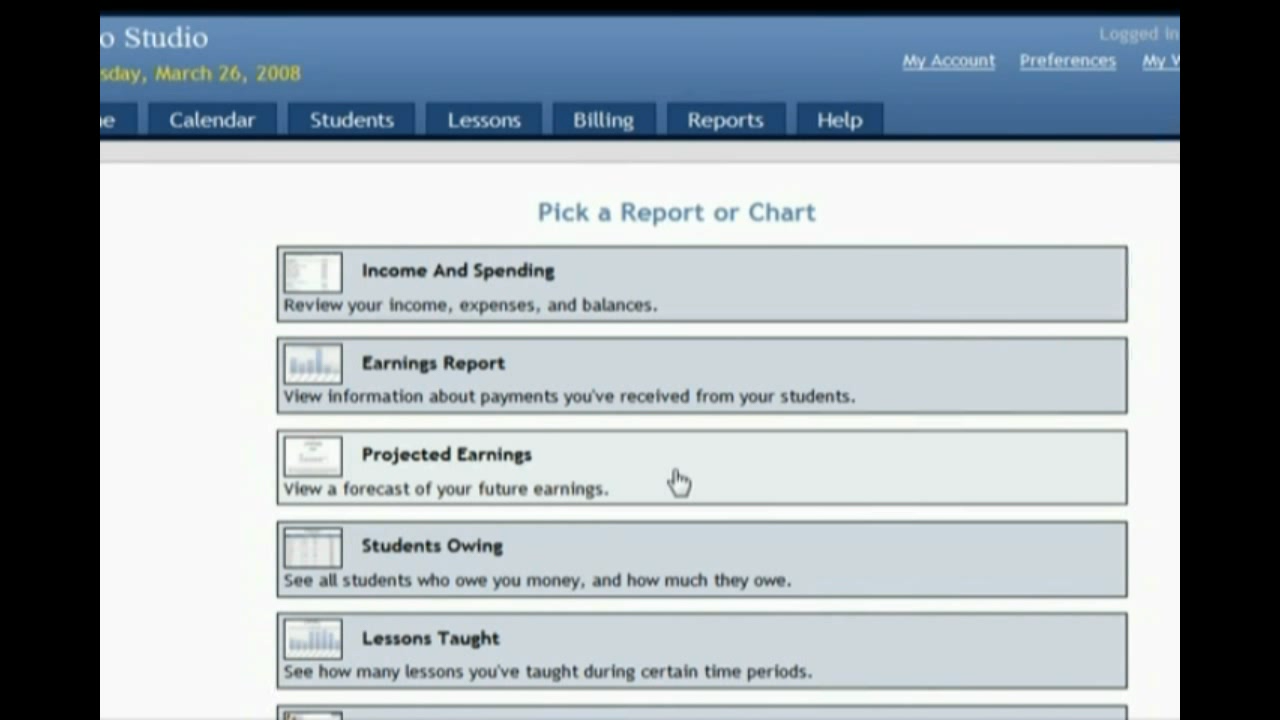 o Studio
Logged in
sday, March 26, 2008
My Account Preferences My
Calendar Students Lessons Billing Reports Help
Pick a Report or Chart
Income And Spending
Review your income, expenses, and balances.
Earnings Report
View information about payments you've received from your students.
Projected Earnings
View a forecast of your future earnings.
Students Owing
See all students who owe you money, and how much they owe.
Lessons Taught
See how many lessons you've taught during certain time periods.